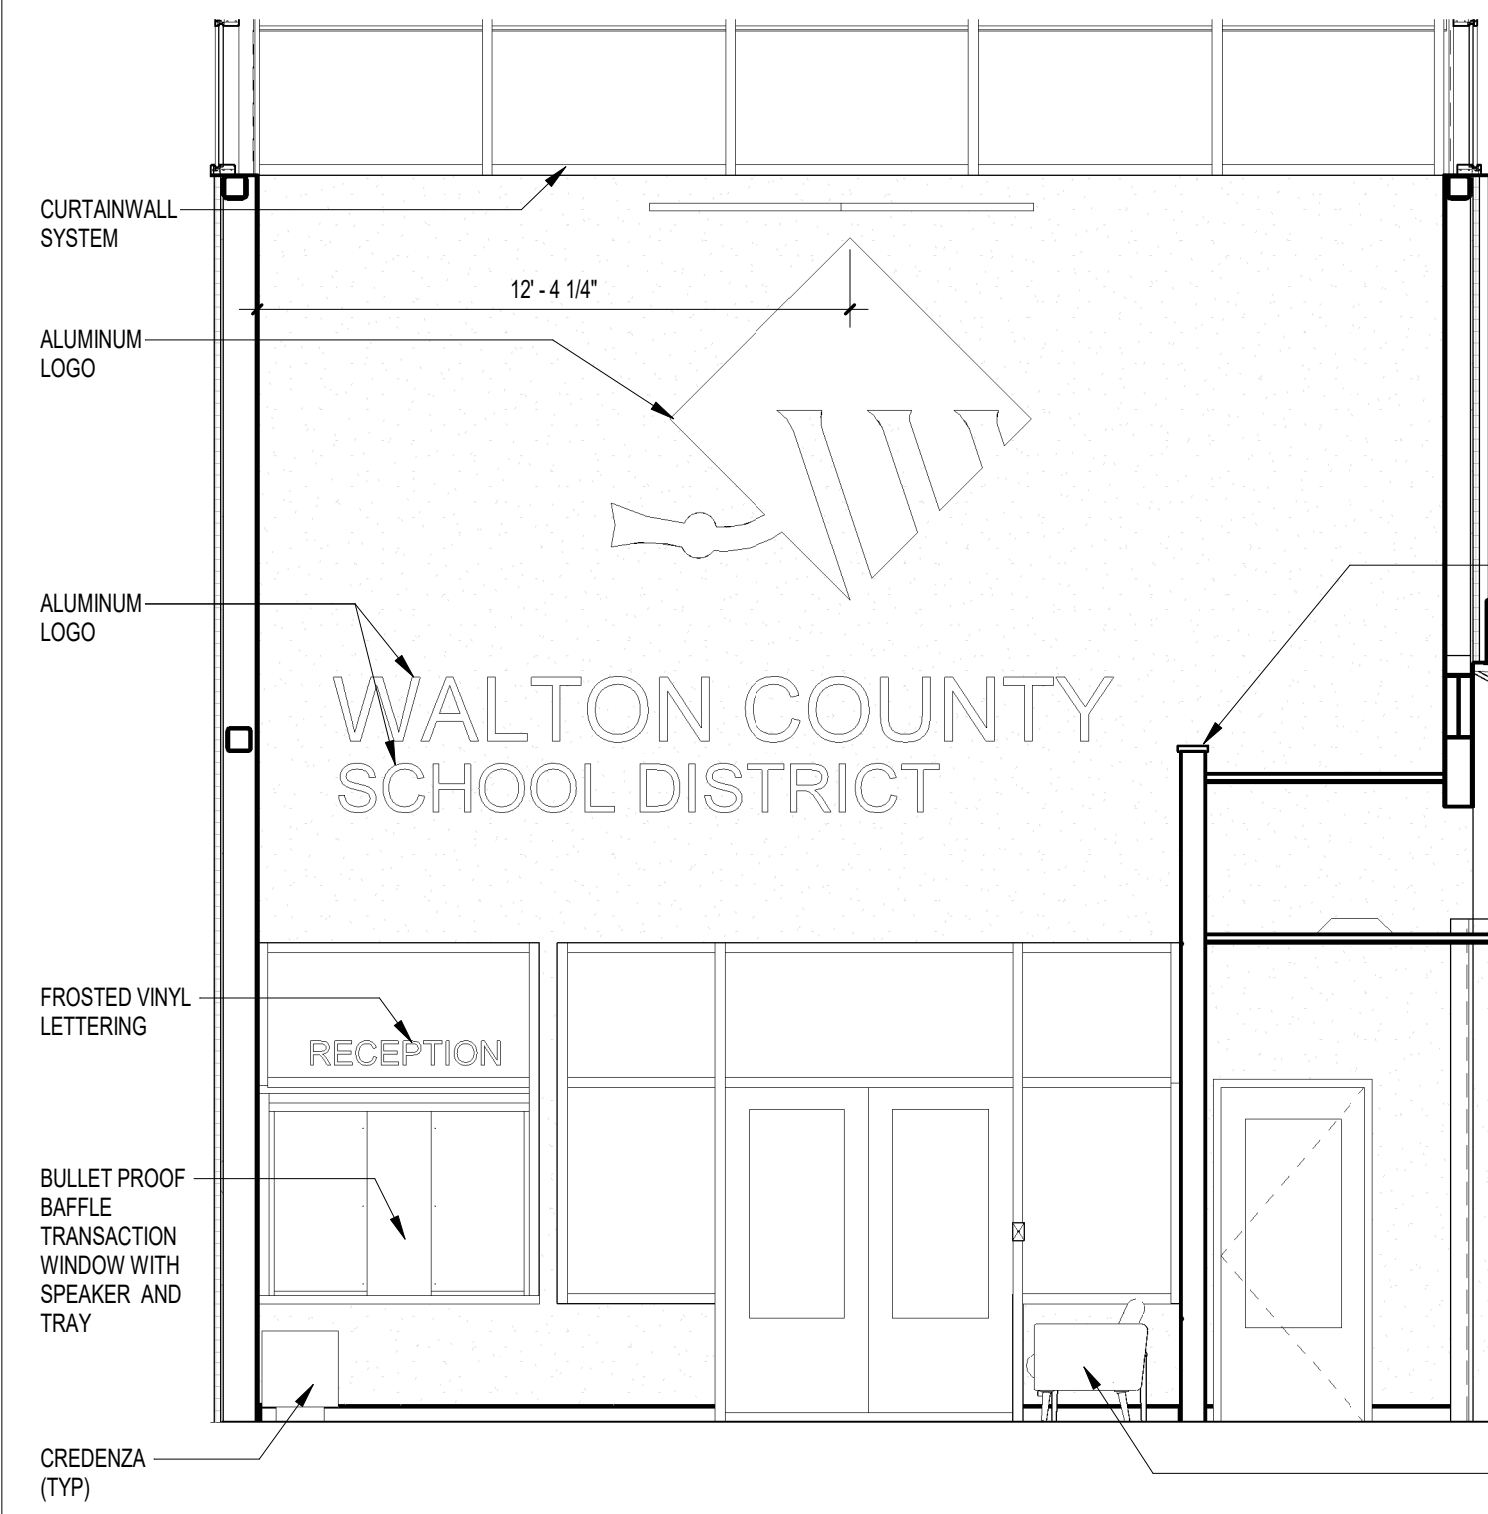 CURTAINWALL
SYSTEM
12' - 4 1/4"
ALUMINUM
LOGO
ALUMINUM
LOGO
WALTON COUNTY
SCHOOL DISTRICT
FROSTED VINYL
LETTERING
RECEPTION
BULLET PROOF
BAFFLE
TRANSACTION
WINDOW WITH
SPEAKER AND
TRAY
CREDENZA
(TYP)